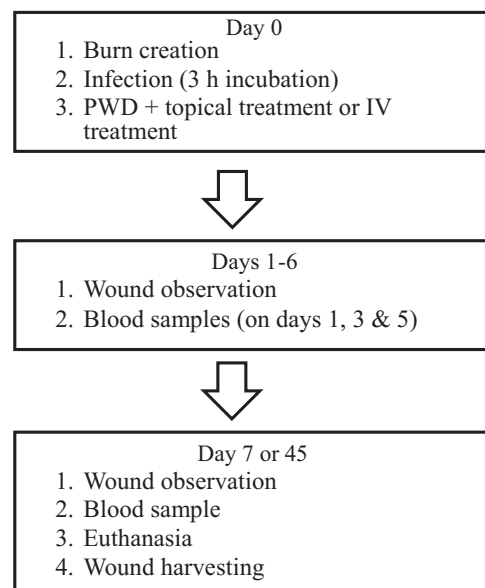 Day 0
1. Burn creation
2. Infection (3 h incubation)
3. PWD + topical treatment or IV
treatment
Days 1-6
1. Wound observation
2. Blood samples (on days 1, 3 & 5)
Day 7 or 45
1. Wound observation
2. Blood sample
3. Euthanasia
4. Wound harvesting